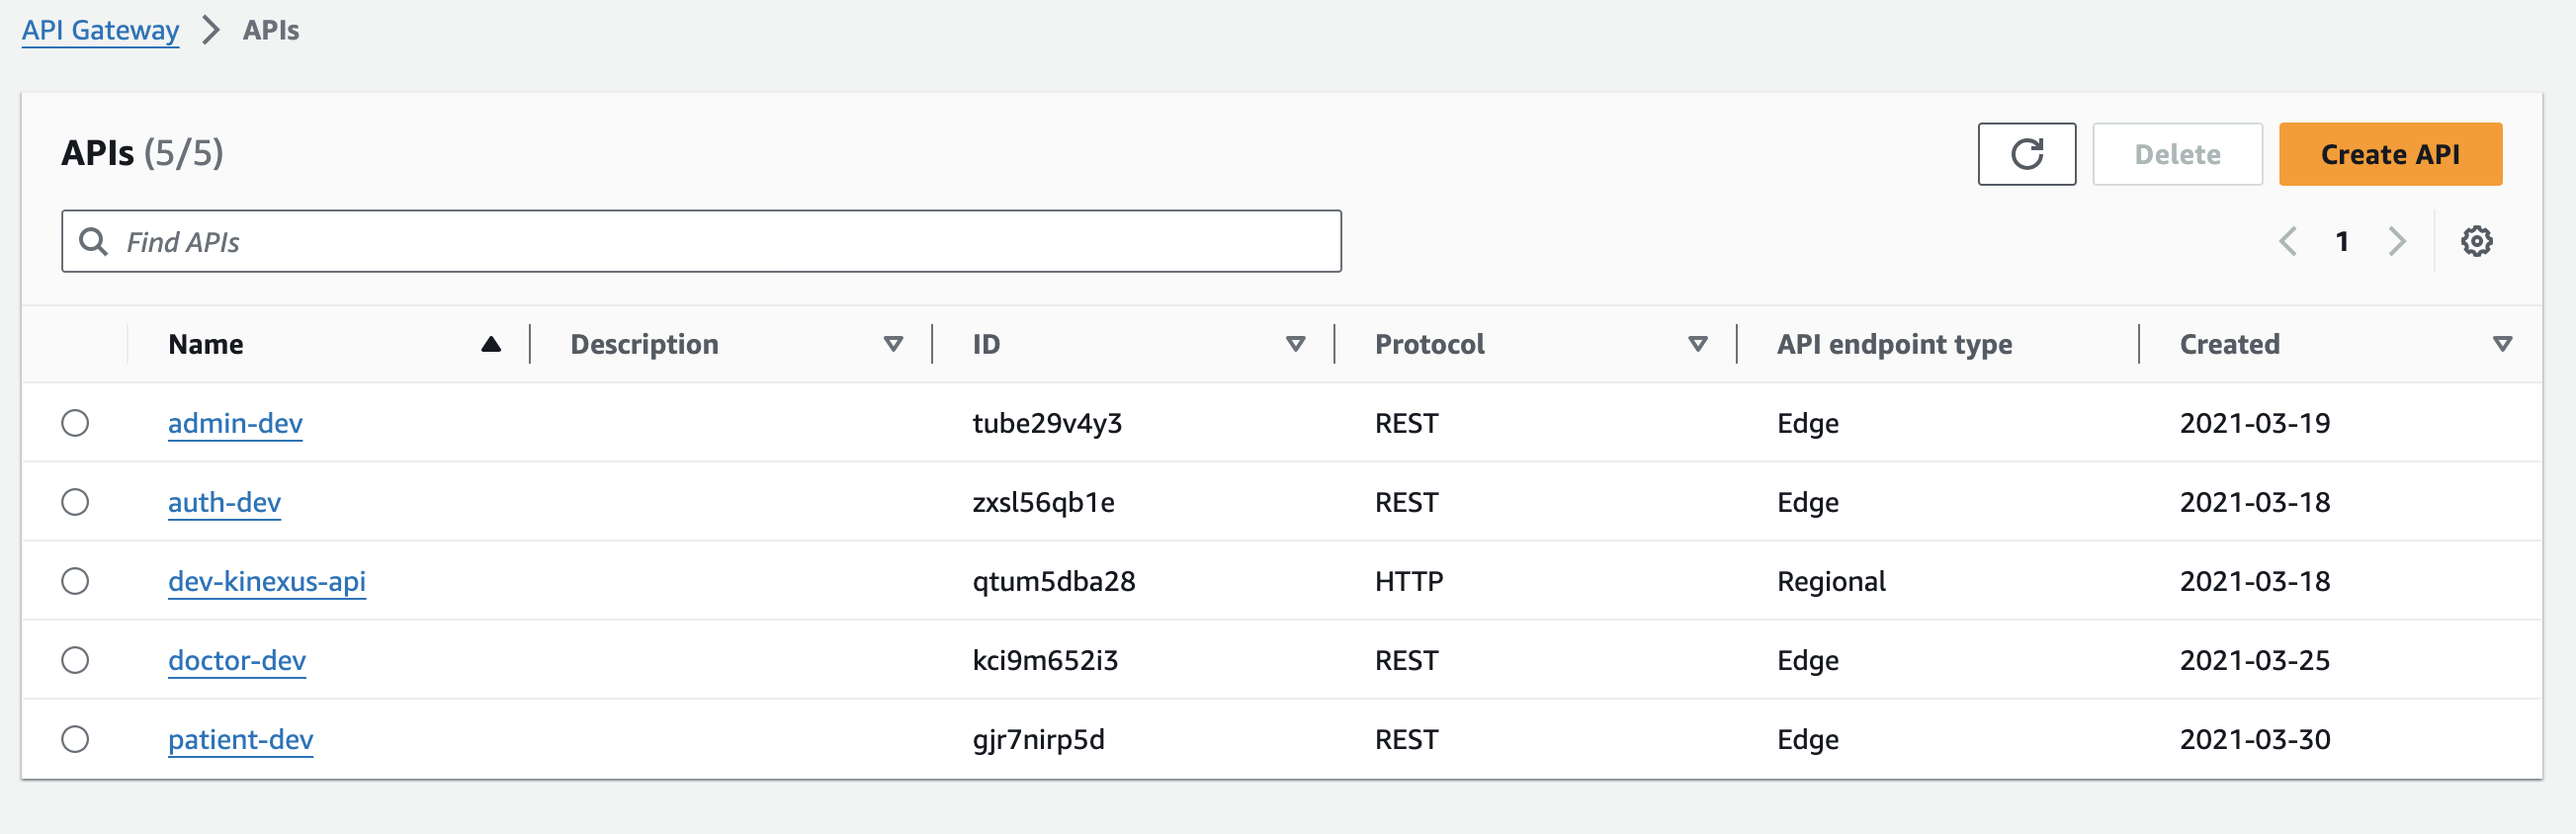 API Gateway > APIs
APIs (5/5)
Delete
Create API
Find APIs
1
Name Description ID Protocol API endpoint type Created
admin-dev tube29v4y3 REST Edge 2021-03-19
auth-dev zxsl56qb1e REST Edge 2021-03-18
dev-kinexus-api qtum5dba28 HTTP Regional 2021-03-18
doctor-dev kci9m652i3 REST Edge 2021-03-25
patient-dev gjr7nirp5d REST Edge 2021-03-30